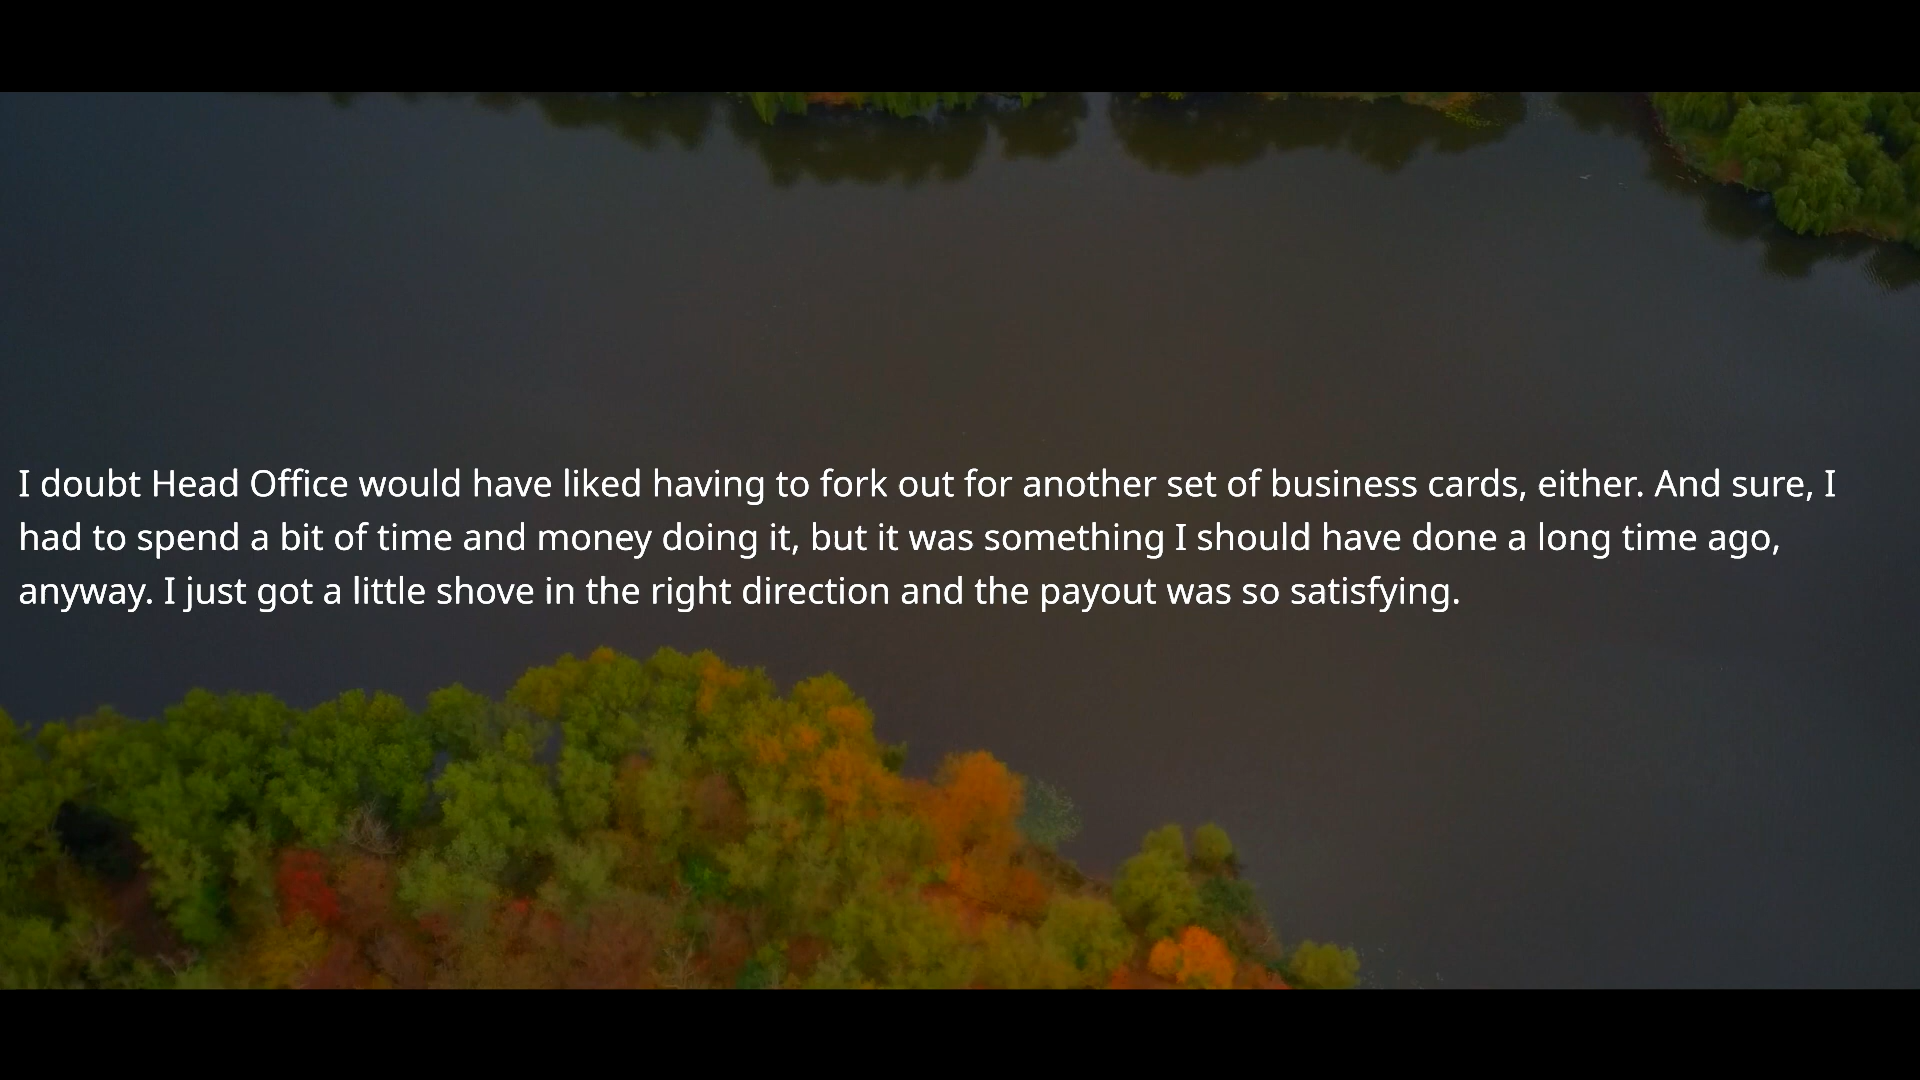 I doubt Head Office would have liked having to fork out for another set of business cards, either. And sure, I
had to spend a bit of time and money doing it, but it was something I should have done a long time ago,
anyway. I just got a little shove in the right direction and the payout was so satisfying.